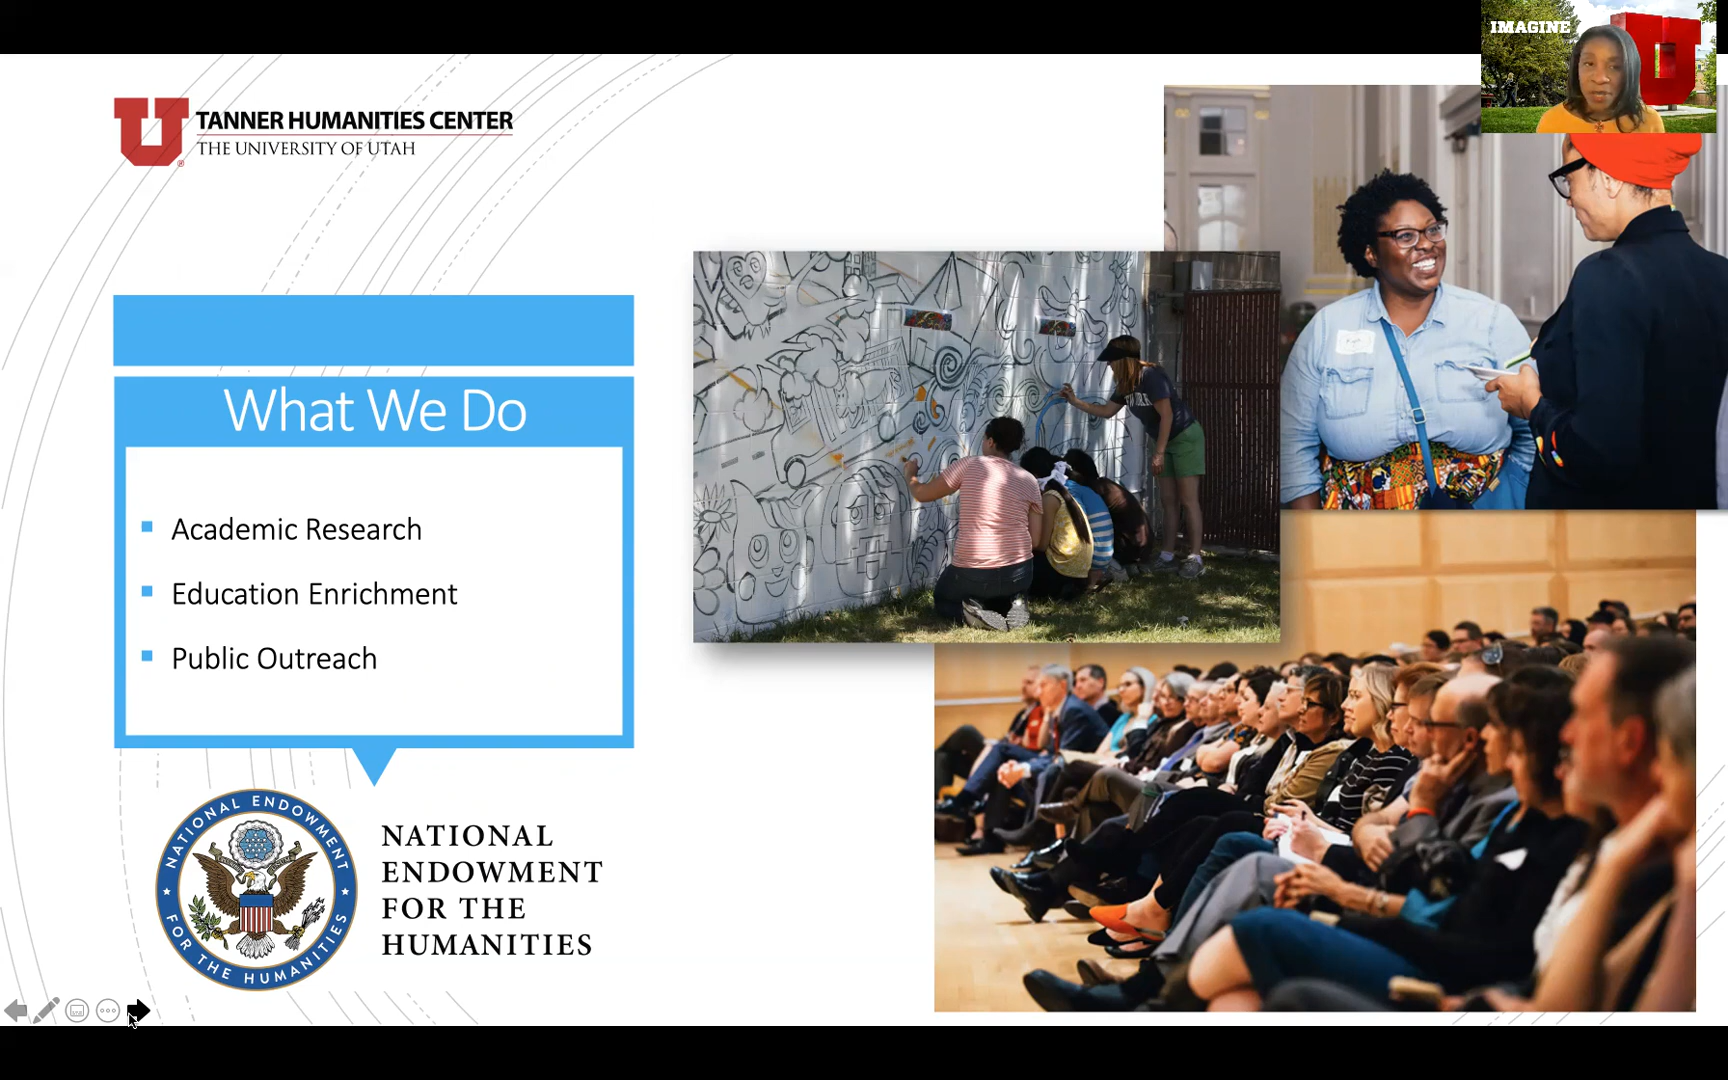 IMAGINE
U
TANNER HUMANITIES CENTER
THE UNIVERSITY OF UTAH
What We Do
Academic Research
Education Enrichment
Public Outreach
NATIONAL ENDOWMENT
FOR THE HUMANITIES
NATIONAL
ENDOWMENT
FOR THE
HUMANITIES